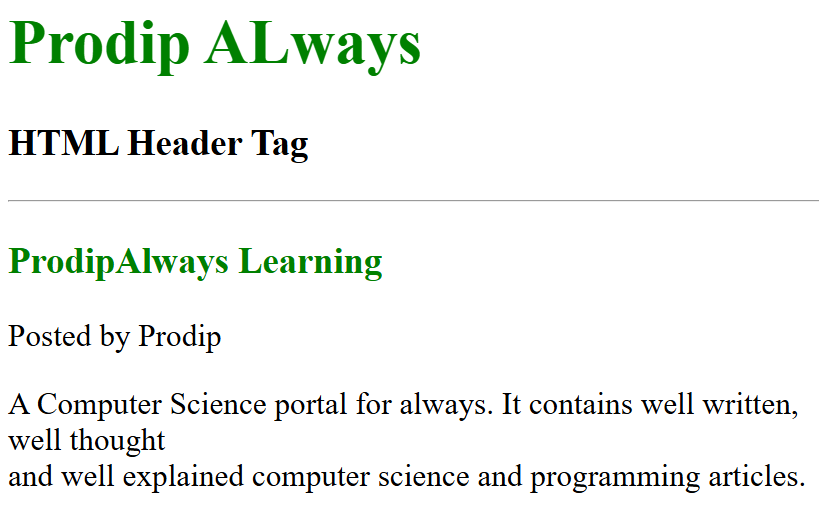 Prodip ALways
HTML Header Tag
ProdipAlways Learning
Posted by Prodip
A Computer Science portal for always. It contains well written,
well thought
and well explained computer science and programming articles.